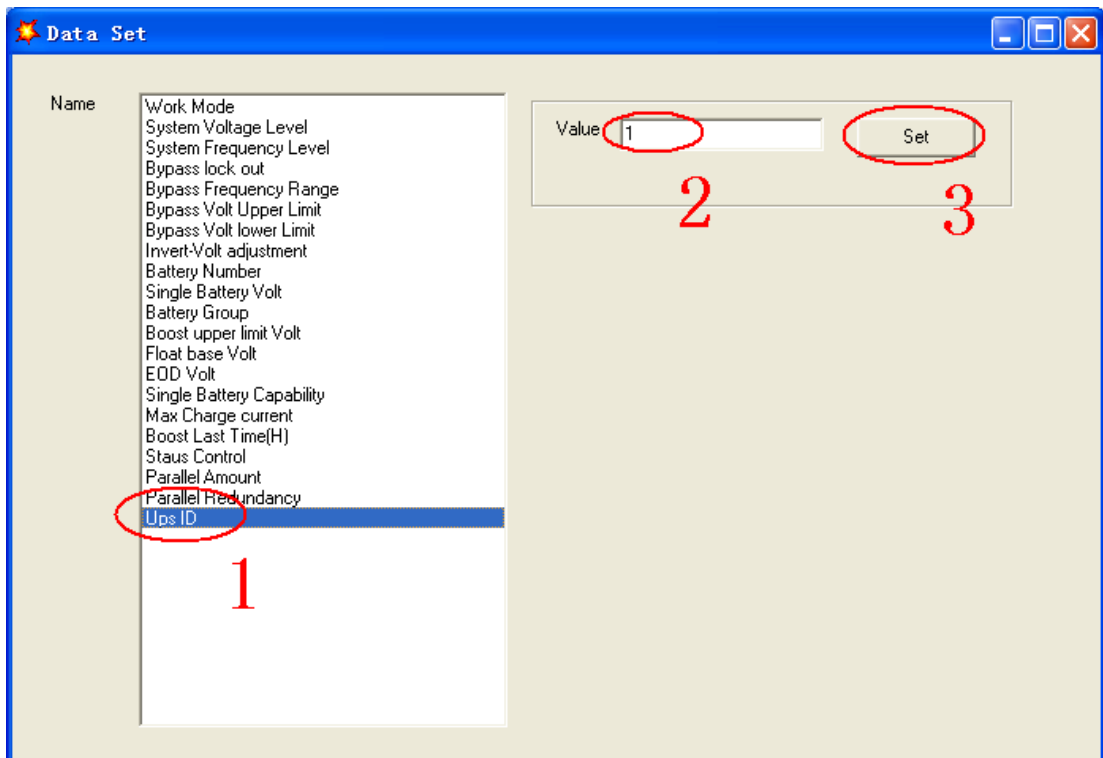 Data Set
Name
Work Mode
System Voltage Level
System Frequency Level
Bypass lock out
Bypass Frequency Range
Bypass Volt Upper Limit
Bypass Volt lower Limit
Invert-Volt adjustment
Battery Number
Single Battery Volt
Battery Group
Boost upper limit Volt
Float base Volt
EOD Volt
Single Battery Capability
Max Charge current
Boost Last Time(H)
Staus Control
Parallel Amount
Parallel Redundancy
Ups ID
1
Value 1
Set
2
3